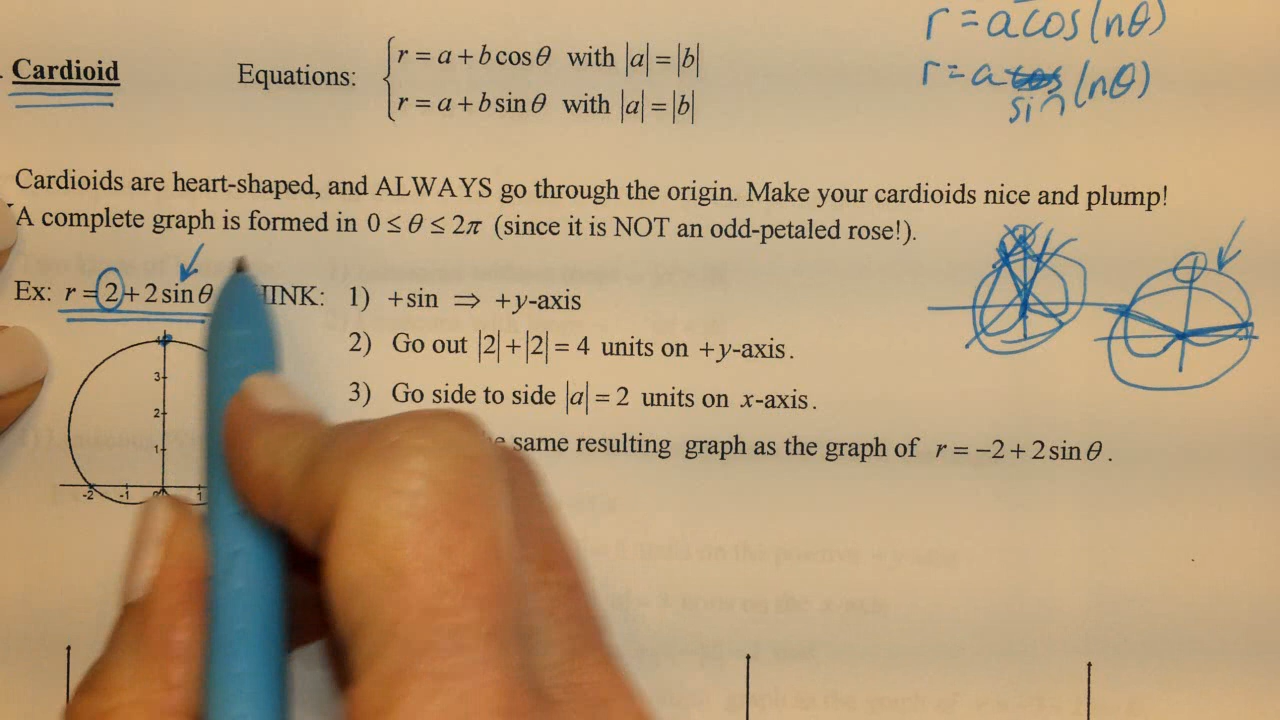 r = a cos(nθ)
Cardioid
Equations: { r = a + b cos θ with |a| = |b|
r = a + b sin θ with |a| = |b|
r = a sin (nθ)
Cardioids are heart-shaped, and ALWAYS go through the origin. Make your cardioids nice and plump!
A complete graph is formed in 0 ≤ θ ≤ 2π (since it is NOT an odd-petaled rose!).
Ex: r = 2 + 2 sin θ HINK: 1) +sin ⇒ +y-axis
2) Go out |2| + |2| = 4 units on +y-axis.
3) Go side to side |a| = 2 units on x-axis.
same resulting graph as the graph of r = −2 + 2 sin θ.
3
2
1
-2 -1 1